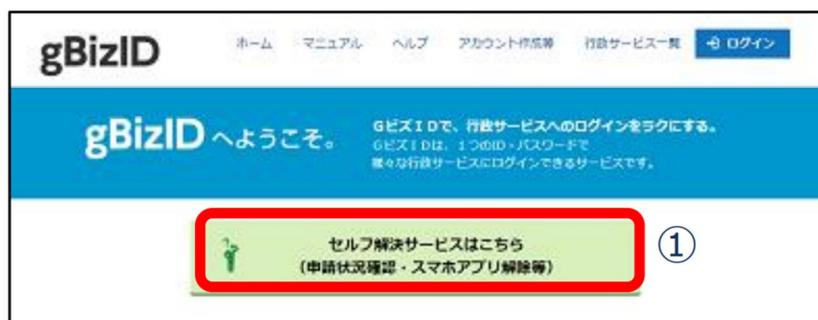 gBizID
ホーム マニュアル ヘルプ アカウント作成等 行政サービス一覧 ログイン
gBizIDへようこそ。
GビズIDで、行政サービスへのログインをラクにする。
GビズIDは、1つのID・パスワードで
様々な行政サービスにログインできるサービスです。
セルフ解決サービスはこちら
(申請状況確認・スマホアプリ解除等)
①